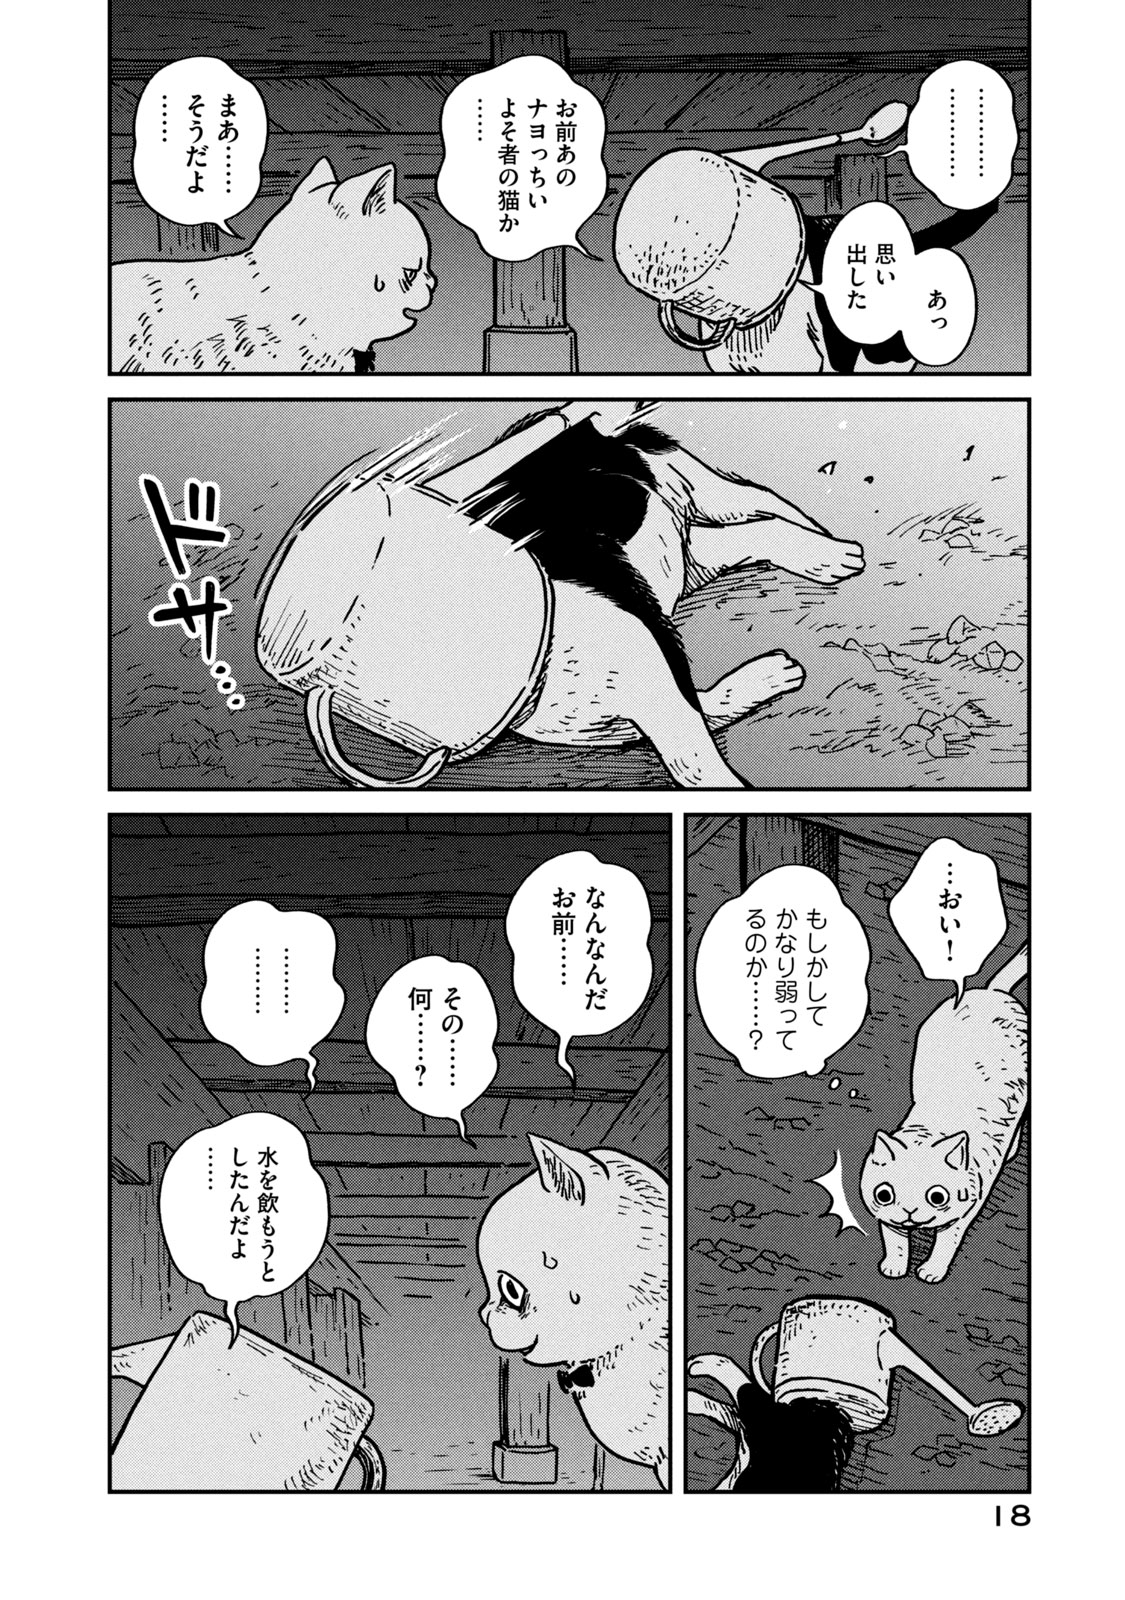 …………
…………
あっ
思い
出した
お前あの
ナヨっちい
よそ者の猫か
……
まあ……
そうだよ
……
ドサ…
…おい！
もしかして
かなり弱って
るのか……？
なんなんだ
お前……
その……
何……？
…………
…………
水を飲もうと
したんだよ
……
18